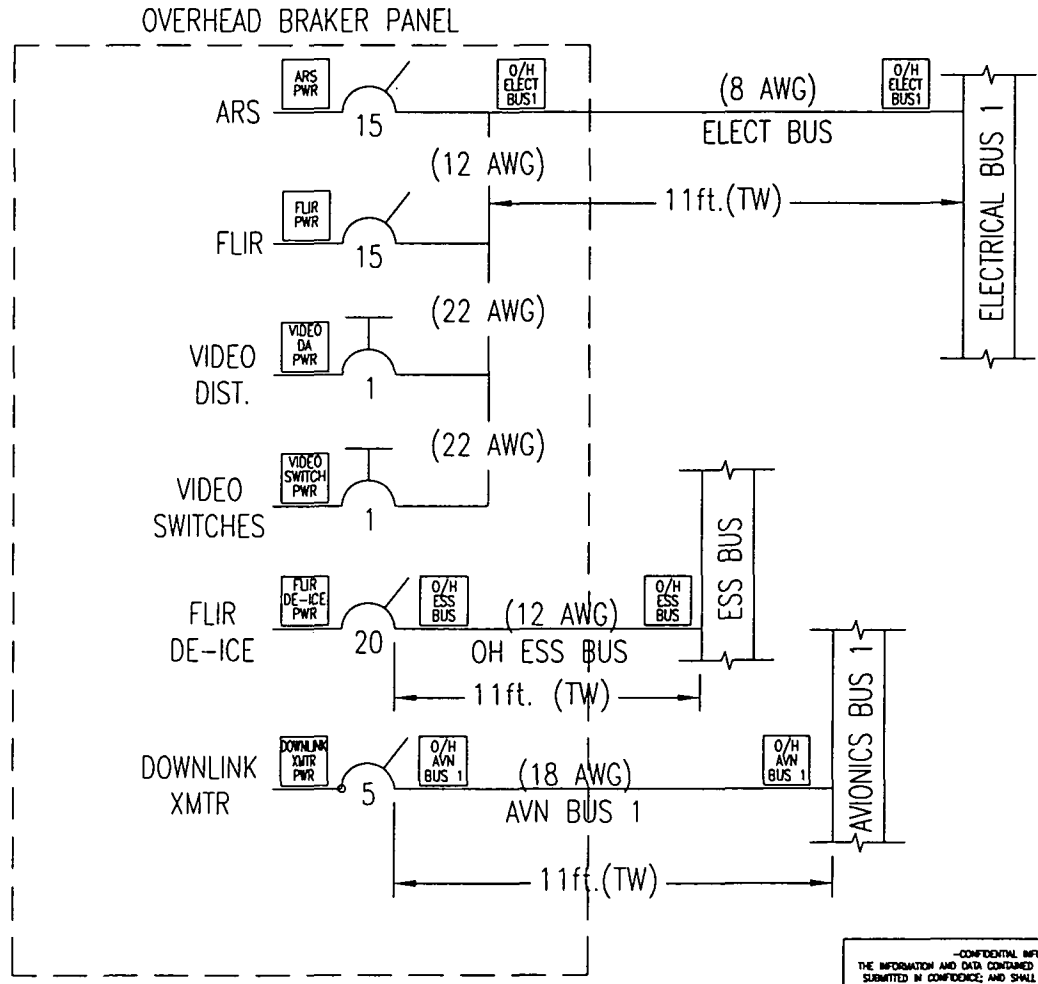 OVERHEAD BRAKER PANEL
ARS
PWR
ARS
15
O/H
ELECT
BUS1
(8 AWG)
ELECT BUS
O/H
ELECT
BUS1
ELECTRICAL BUS 1
(12 AWG)
11ft.(TW)
FLIR
PWR
FLIR
15
(22 AWG)
VIDEO
DA
PWR
VIDEO
DIST.
1
(22 AWG)
VIDEO
SWITCH
PWR
VIDEO
SWITCHES
1
ESS BUS
FLIR
DE-ICE
PWR
FLIR
DE-ICE
20
O/H
ESS
BUS
(12 AWG)
OH ESS BUS
O/H
ESS
BUS
11ft. (TW)
AVIONICS BUS 1
DOWNLINK
XMTR
PWR
DOWNLINK
XMTR
5
O/H
AVN
BUS 1
(18 AWG)
AVN BUS 1
O/H
AVN
BUS 1
11ft.(TW)
-CONFIDENTIAL
THE INFORMATION AND DATA CONTAINED
SUBMITTED IN CONFIDENCE; AND SHALL